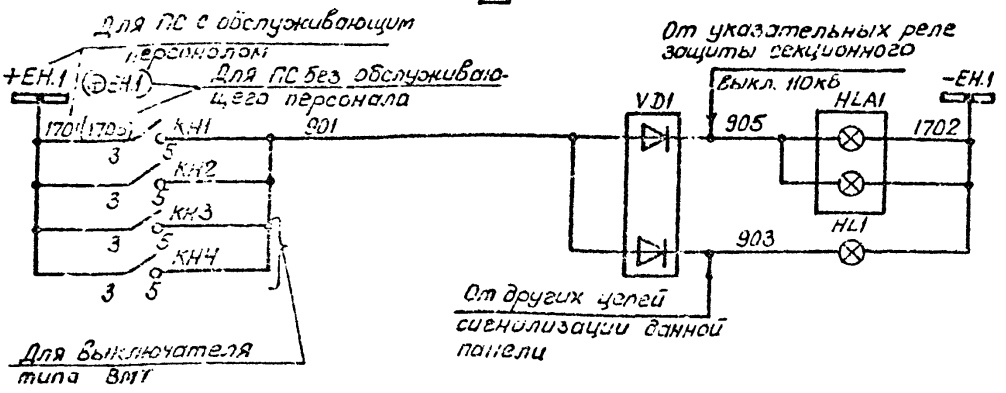 Для ПС с обслуживающим
персоналом
+ЕН.1
(ЕН.1)
Для ПС без обслуживаю-
щего персонала
1701 (1703)
КН1
3
5
901
КН2
3
5
КН3
3
5
КН4
3
5
Для выключателя
типа ВМТ
VD1
От указательных реле
защиты секционного
выкл. 110кв
905
HLA1
1702
-ЕН.1
903
HL1
От других цепей
сигнализации данной
панели